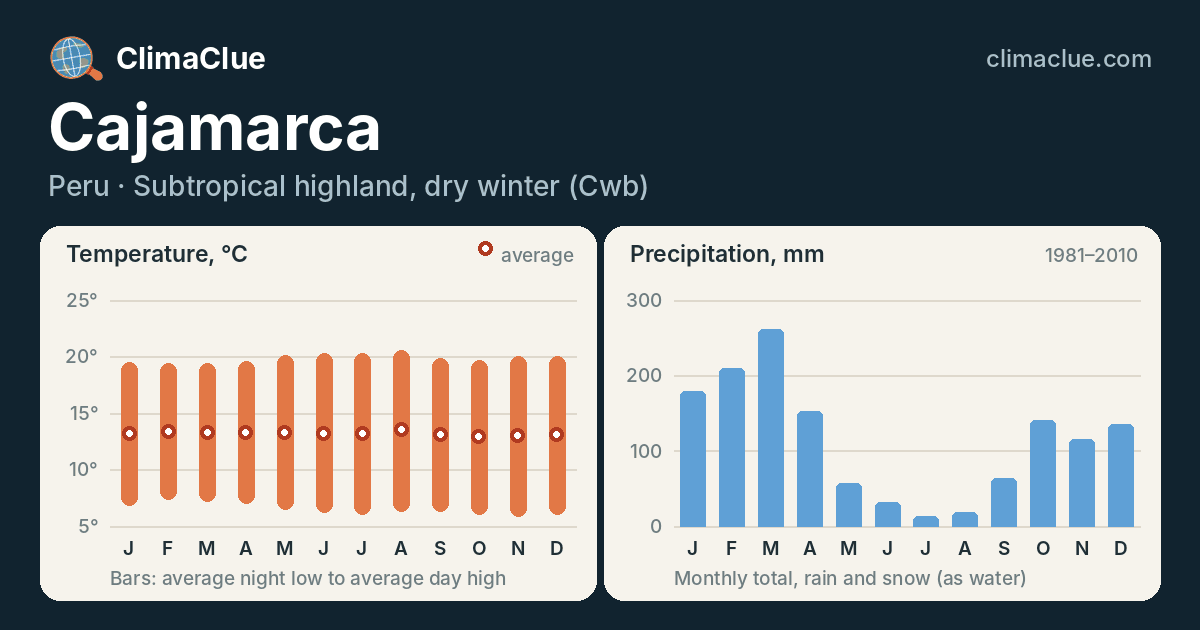 ClimaClue
climaclue.com
Cajamarca
Peru · Subtropical highland, dry winter (Cwb)
Temperature, °C
average
25°
20°
15°
10°
5°
J F M A M J J A S O N D
Bars: average night low to average day high
Precipitation, mm
1981–2010
300
200
100
0
J F M A M J J A S O N D
Monthly total, rain and snow (as water)